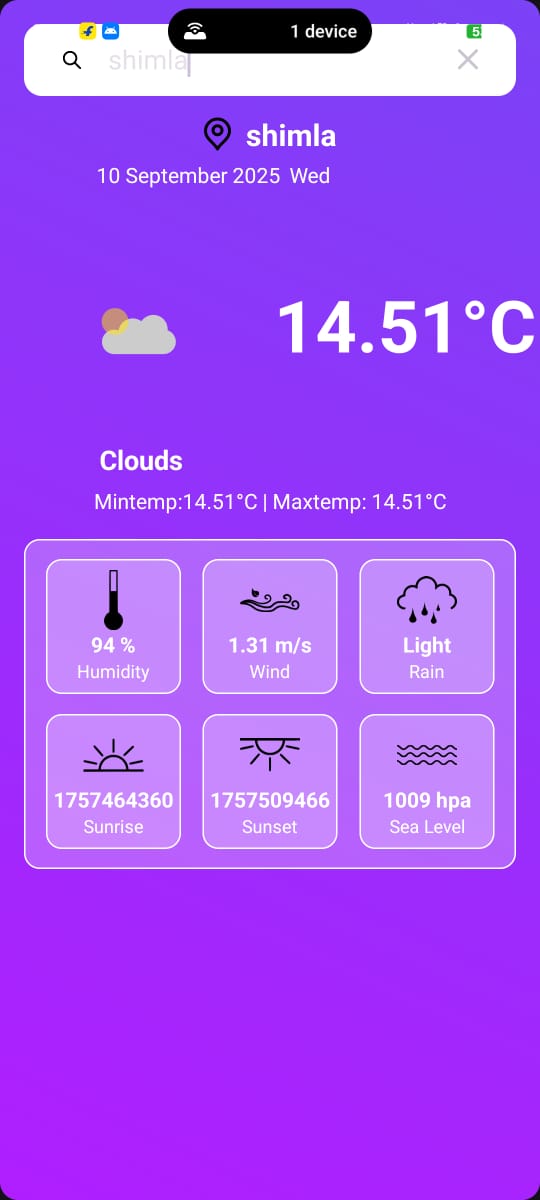 1 device
5
shimla
shimla
10 September 2025 Wed
14.51°C
Clouds
Mintemp:14.51°C | Maxtemp: 14.51°C
94 % 1.31 m/s Light
Humidity Wind Rain
1757464360 1757509466 1009 hpa
Sunrise Sunset Sea Level